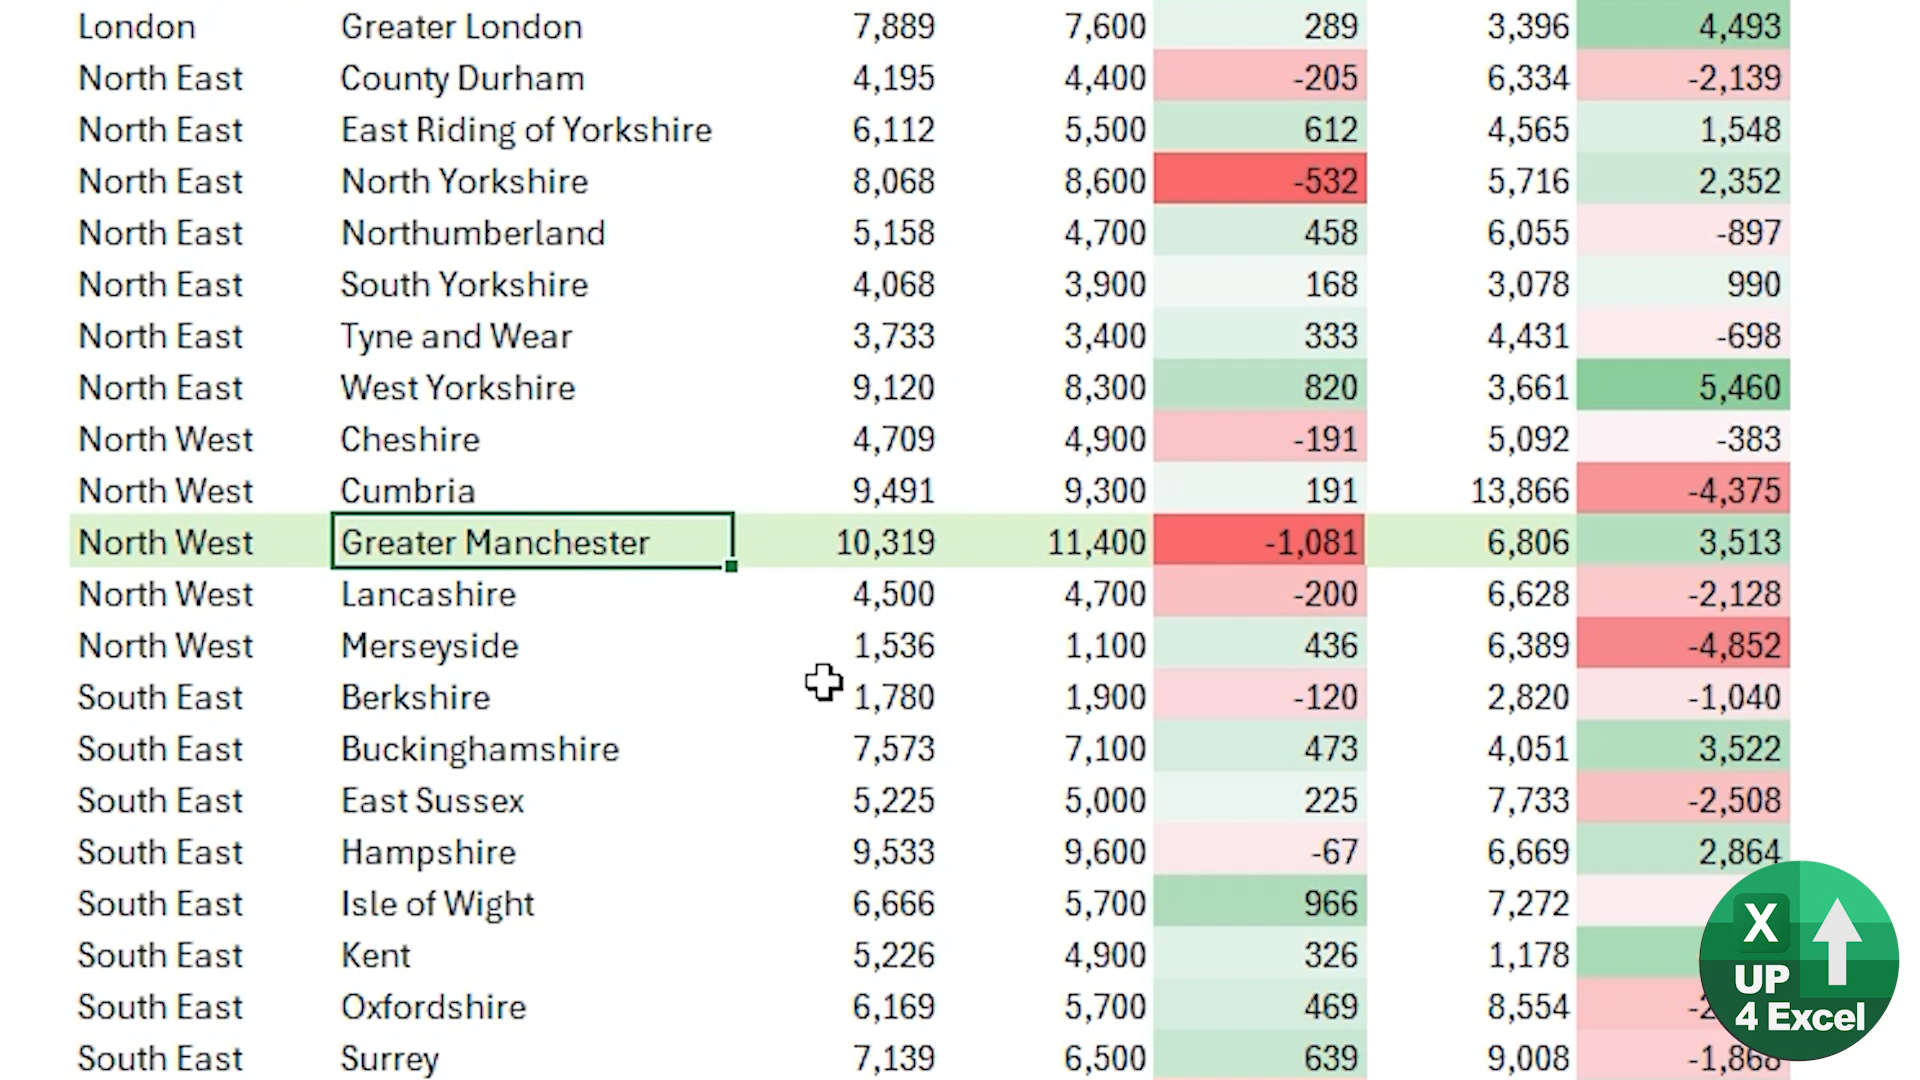 London Greater London 7,889 7,600 289 3,396 4,493
North East County Durham 4,195 4,400 -205 6,334 -2,139
North East East Riding of Yorkshire 6,112 5,500 612 4,565 1,548
North East North Yorkshire 8,068 8,600 -532 5,716 2,352
North East Northumberland 5,158 4,700 458 6,055 -897
North East South Yorkshire 4,068 3,900 168 3,078 990
North East Tyne and Wear 3,733 3,400 333 4,431 -698
North East West Yorkshire 9,120 8,300 820 3,661 5,460
North West Cheshire 4,709 4,900 -191 5,092 -383
North West Cumbria 9,491 9,300 191 13,866 -4,375
North West Greater Manchester 10,319 11,400 -1,081 6,806 3,513
North West Lancashire 4,500 4,700 -200 6,628 -2,128
North West Merseyside 1,536 1,100 436 6,389 -4,852
South East Berkshire 1,780 1,900 -120 2,820 -1,040
South East Buckinghamshire 7,573 7,100 473 4,051 3,522
South East East Sussex 5,225 5,000 225 7,733 -2,508
South East Hampshire 9,533 9,600 -67 6,669 2,864
South East Isle of Wight 6,666 5,700 966 7,272
South East Kent 5,226 4,900 326 1,178
South East Oxfordshire 6,169 5,700 469 8,554
South East Surrey 7,139 6,500 639 9,008 -1,868
X
UP
4 Excel